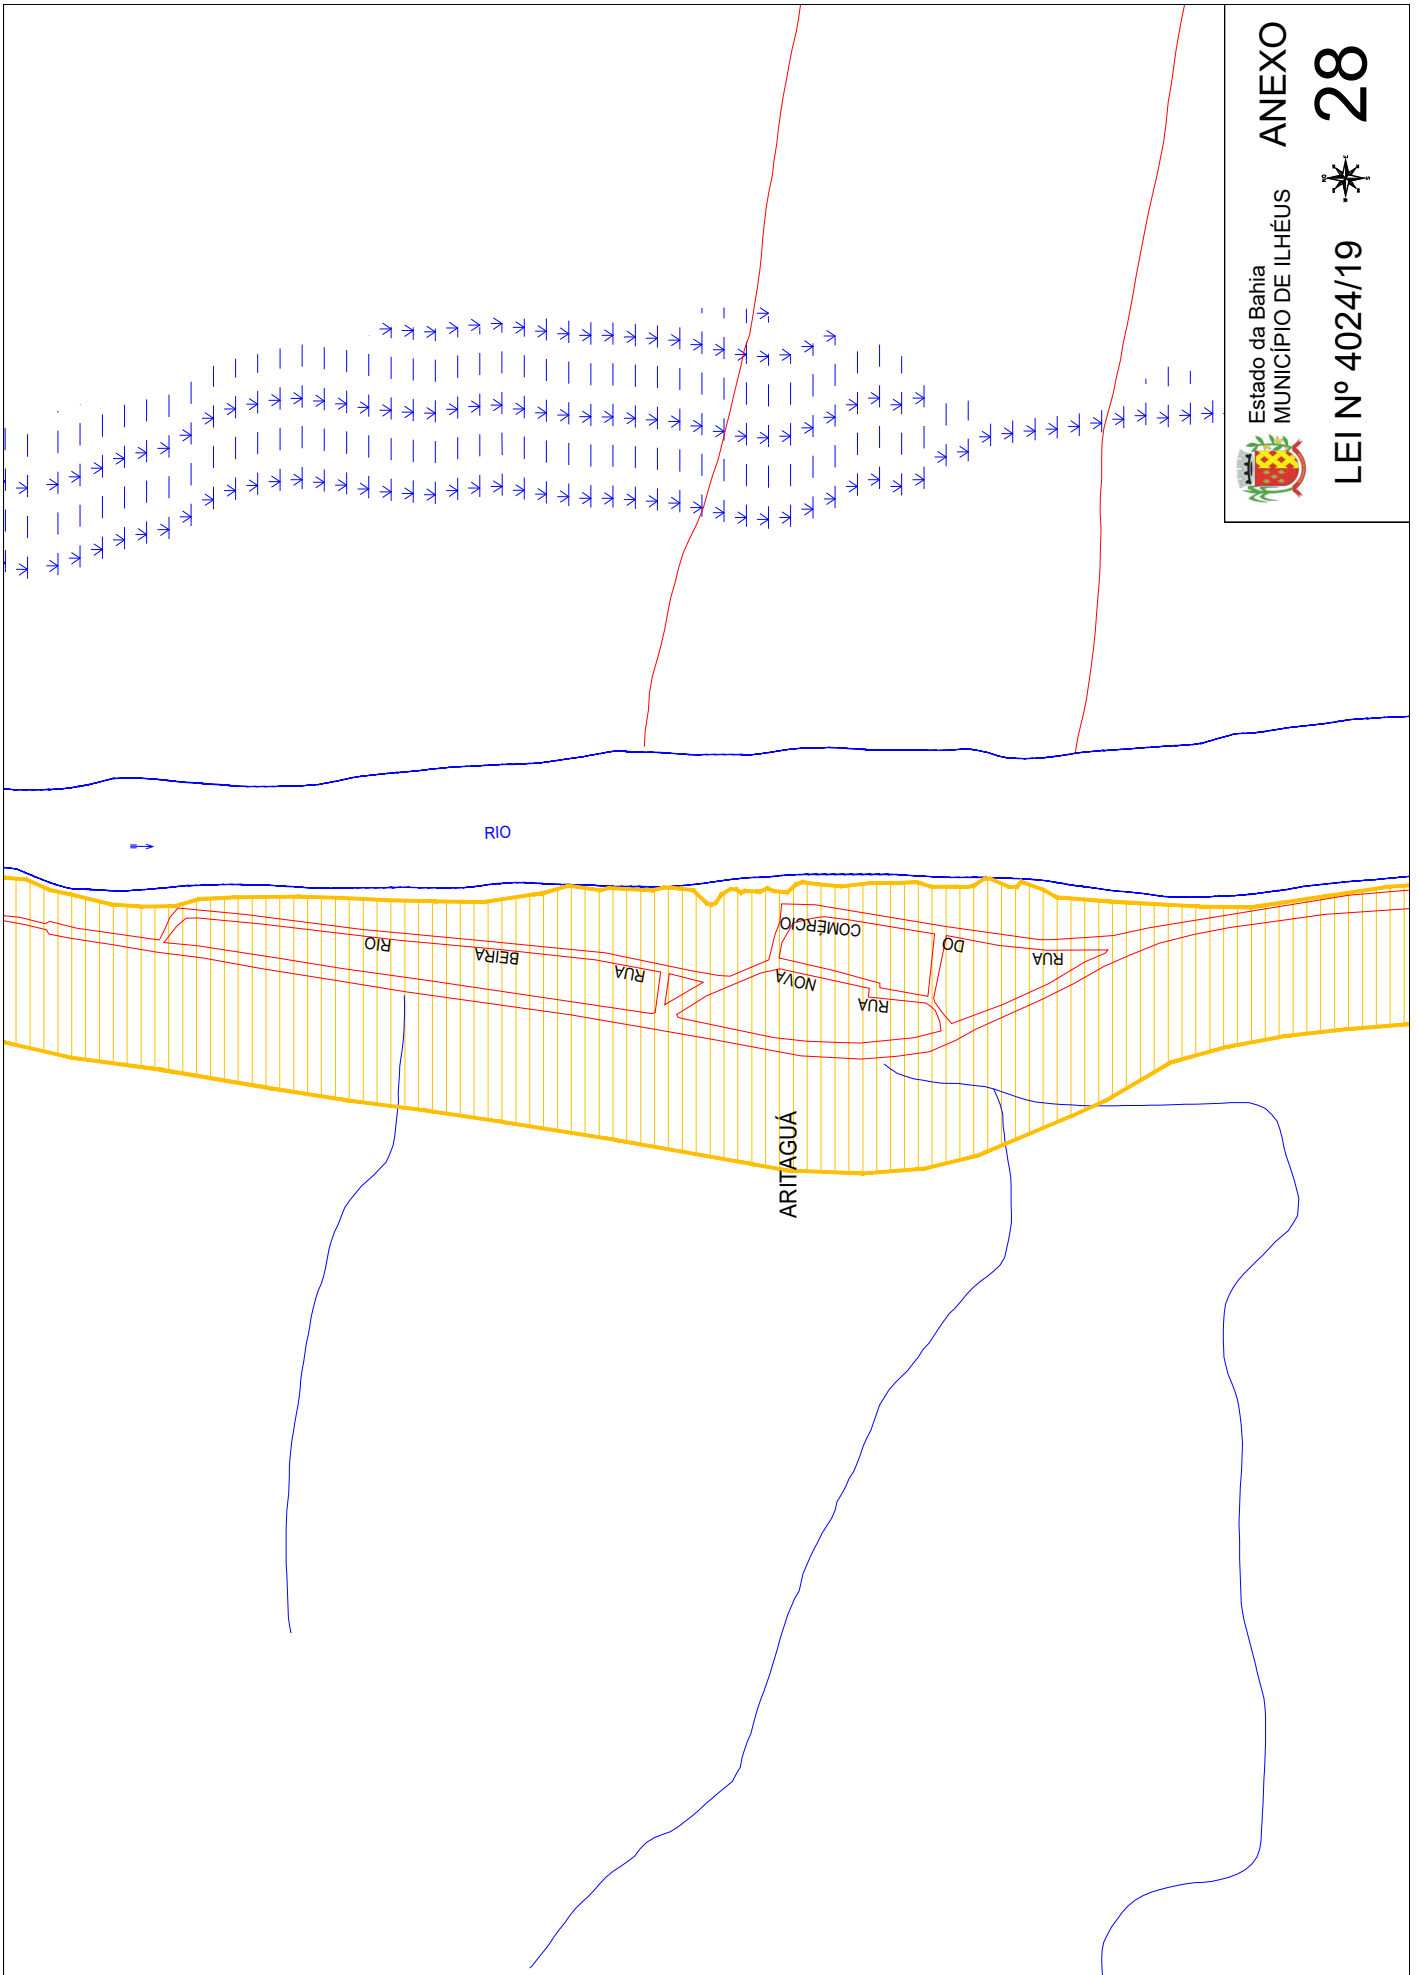 Estado da Bahia
MUNICÍPIO DE ILHÉUS
ANEXO
LEI Nº 4024/19
28
RIO
RUA BEIRA RIO
RUA DO COMÉRCIO
RUA NOVA
ARITAGUÁ